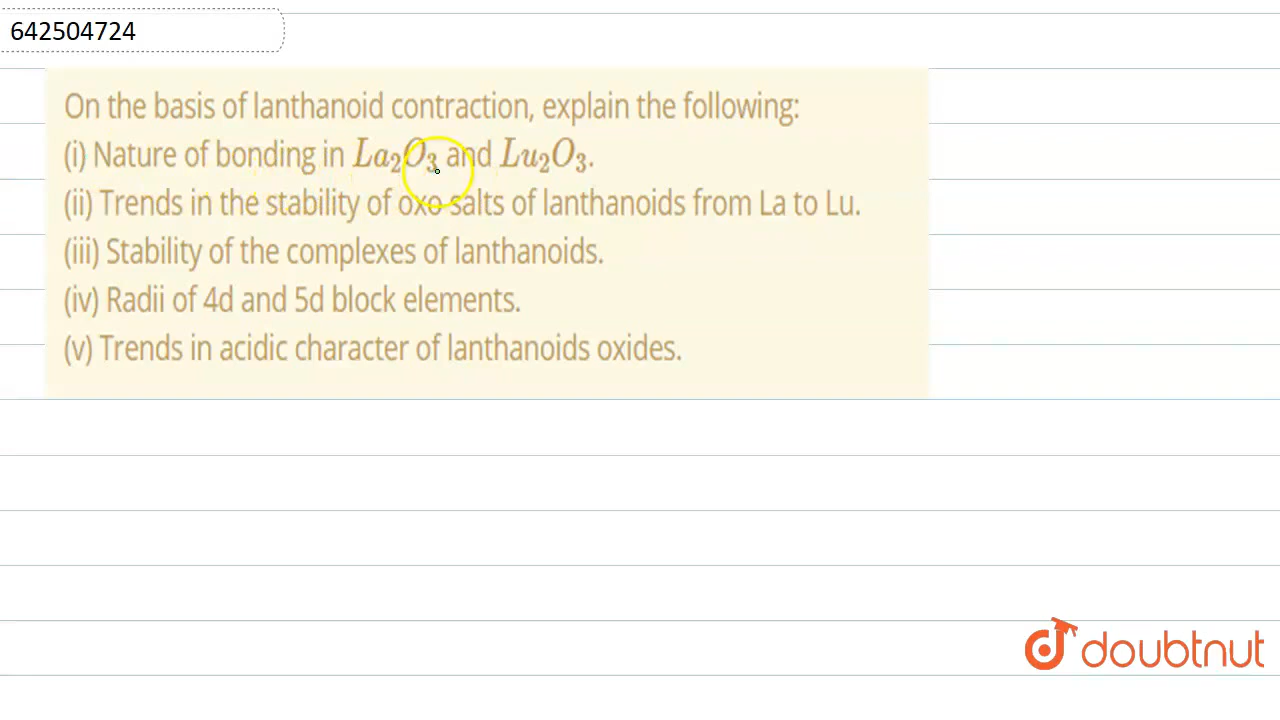 642504724
On the basis of lanthanoid contraction, explain the following:
(i) Nature of bonding in La₂O₃ and Lu₂O₃.
(ii) Trends in the stability of oxo salts of lanthanoids from La to Lu.
(iii) Stability of the complexes of lanthanoids.
(iv) Radii of 4d and 5d block elements.
(v) Trends in acidic character of lanthanoids oxides.
doubtnut